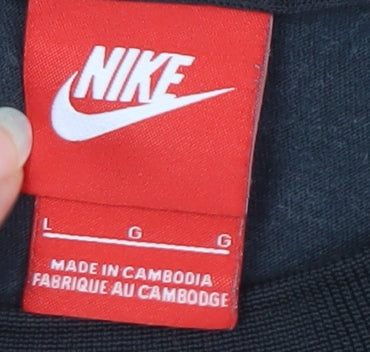 NIKE
L G G
MADE IN CAMBODIA
FABRIQUE AU CAMBODGE